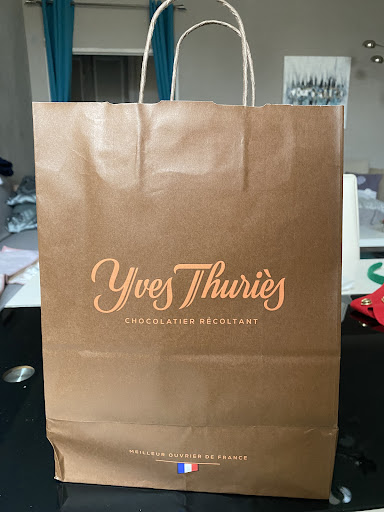 Yves Thuriès
CHOCOLATIER RÉCOLTANT
MEILLEUR OUVRIER DE FRANCE